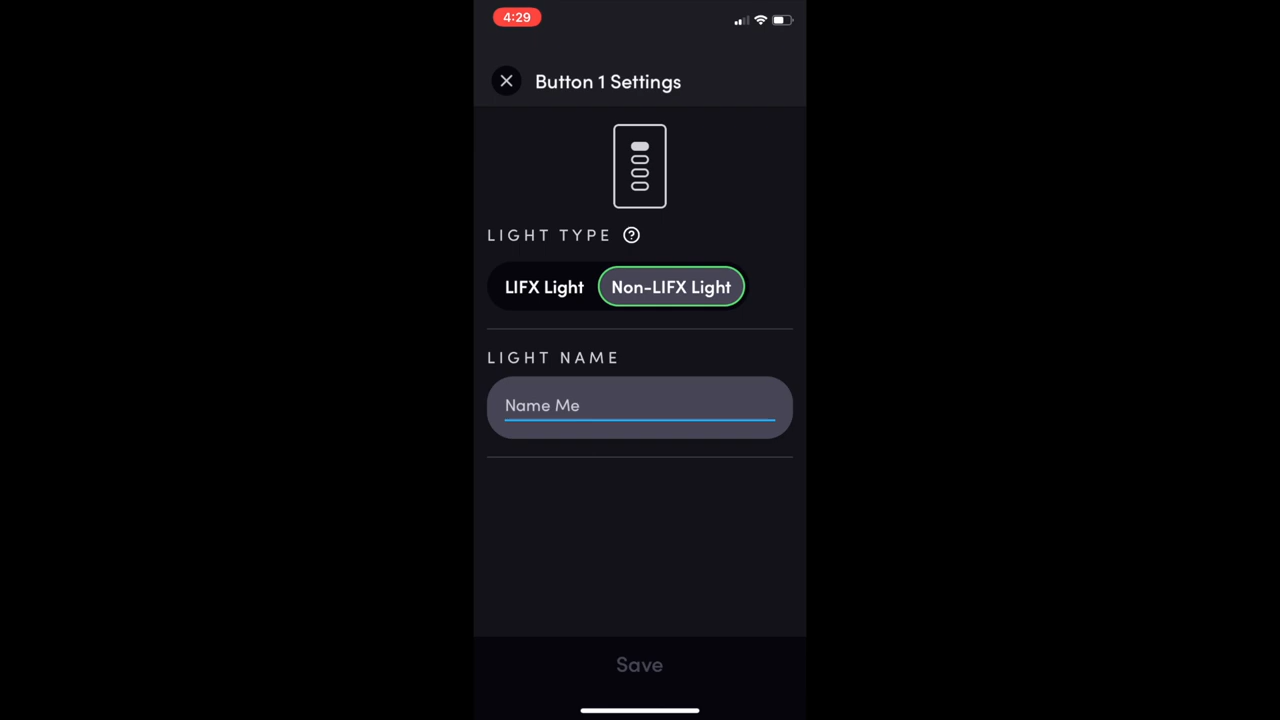 4:29
Button 1 Settings
LIGHT TYPE ?
LIFX Light Non-LIFX Light
LIGHT NAME
Name Me
Save